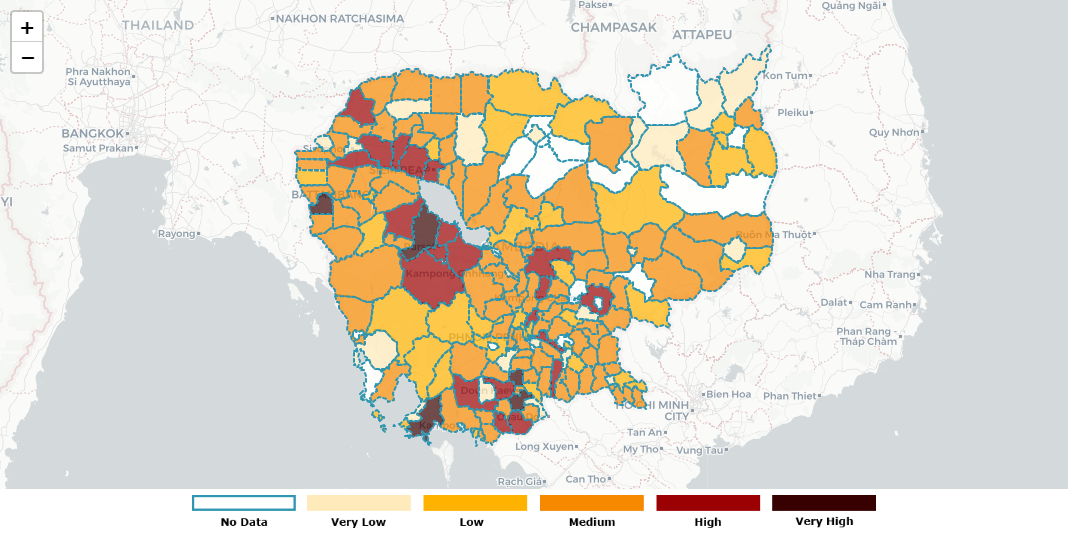 +
−
THAILAND
NAKHON RATCHASIMA
Pakse
CHAMPASAK
ATTAPEU
Quảng Ngãi
Phra Nakhon
Si Ayutthaya
Kon Tum
Pleiku
BANGKOK
Samut Prakan
Quy Nhơn
YI
Rayong
Buôn Ma Thuột
Kampong Chhnang
Nha Trang
Dalat
Cam Ranh
Phan Rang -
Tháp Chàm
Bien Hoa
Phan Thiet
HO CHI MINH
CITY
Tan An
Long Xuyen
My Tho
Vung Tau
Rạch Giá
Can Tho
No Data
Very Low
Low
Medium
High
Very High